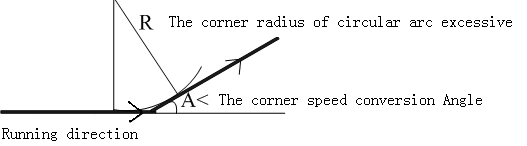 R The corner radius of circular arc excessive
A< The corner speed conversion Angle
Running direction